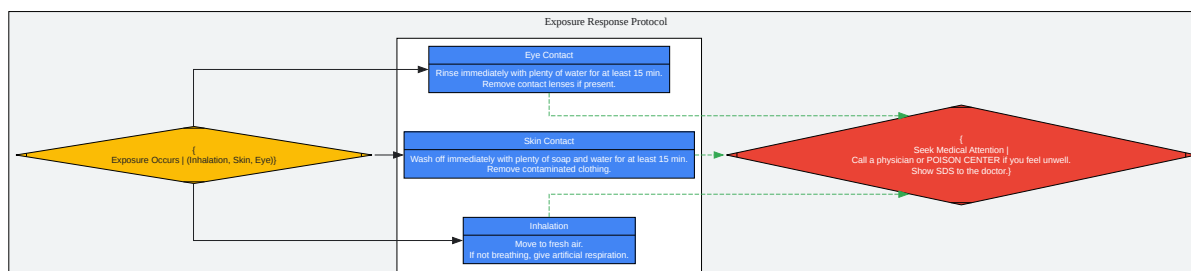 Exposure Response Protocol
{
Exposure Occurs | (Inhalation, Skin, Eye)}
Eye Contact
Rinse immediately with plenty of water for at least 15 min.
Remove contact lenses if present.
Skin Contact
Wash off immediately with plenty of soap and water for at least 15 min.
Remove contaminated clothing.
Inhalation
Move to fresh air.
If not breathing, give artificial respiration.
{
Seek Medical Attention |
Call a physician or POISON CENTER if you feel unwell.
Show SDS to the doctor.}